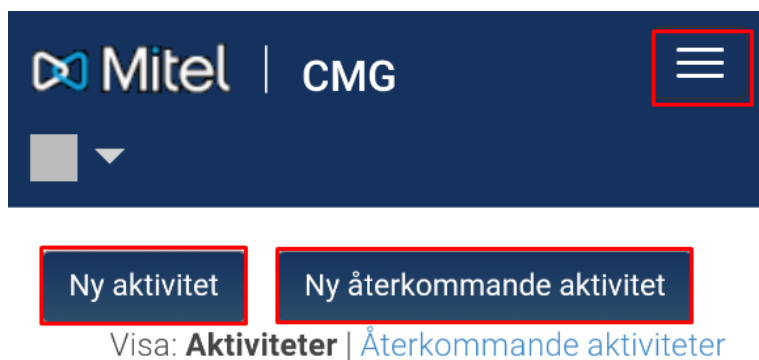 Mitel | CMG
Ny aktivitet Ny återkommande aktivitet
Visa: Aktiviteter | Återkommande aktiviteter